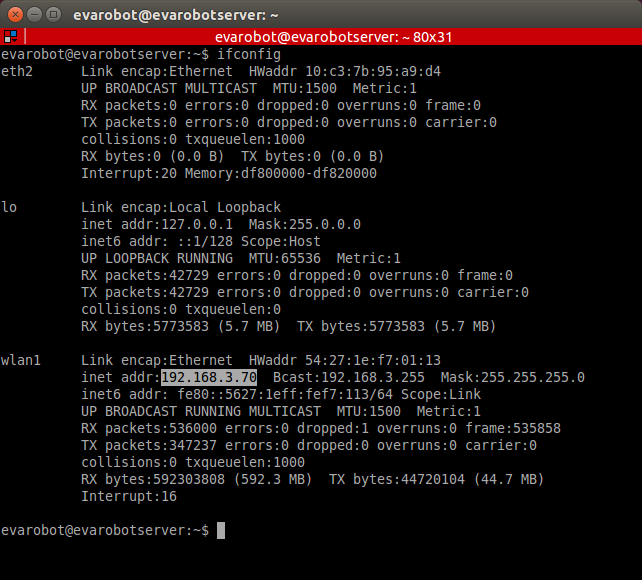 evarobot@evarobotserver: ~
evarobot@evarobotserver: ~ 80x31
evarobot@evarobotserver:~$ ifconfig
eth2 Link encap:Ethernet HWaddr 10:c3:7b:95:a9:d4
UP BROADCAST MULTICAST MTU:1500 Metric:1
RX packets:0 errors:0 dropped:0 overruns:0 frame:0
TX packets:0 errors:0 dropped:0 overruns:0 carrier:0
collisions:0 txqueuelen:1000
RX bytes:0 (0.0 B) TX bytes:0 (0.0 B)
Interrupt:20 Memory:df800000-df820000
lo Link encap:Local Loopback
inet addr:127.0.0.1 Mask:255.0.0.0
inet6 addr: ::1/128 Scope:Host
UP LOOPBACK RUNNING MTU:65536 Metric:1
RX packets:42729 errors:0 dropped:0 overruns:0 frame:0
TX packets:42729 errors:0 dropped:0 overruns:0 carrier:0
collisions:0 txqueuelen:0
RX bytes:5773583 (5.7 MB) TX bytes:5773583 (5.7 MB)
wlan1 Link encap:Ethernet HWaddr 54:27:1e:f7:01:13
inet addr:192.168.3.70 Bcast:192.168.3.255 Mask:255.255.255.0
inet6 addr: fe80::5627:1eff:fef7:113/64 Scope:Link
UP BROADCAST RUNNING MULTICAST MTU:1500 Metric:1
RX packets:536000 errors:0 dropped:1 overruns:0 frame:535858
TX packets:347237 errors:0 dropped:0 overruns:0 carrier:0
collisions:0 txqueuelen:1000
RX bytes:592303808 (592.3 MB) TX bytes:44720104 (44.7 MB)
Interrupt:16
evarobot@evarobotserver:~$